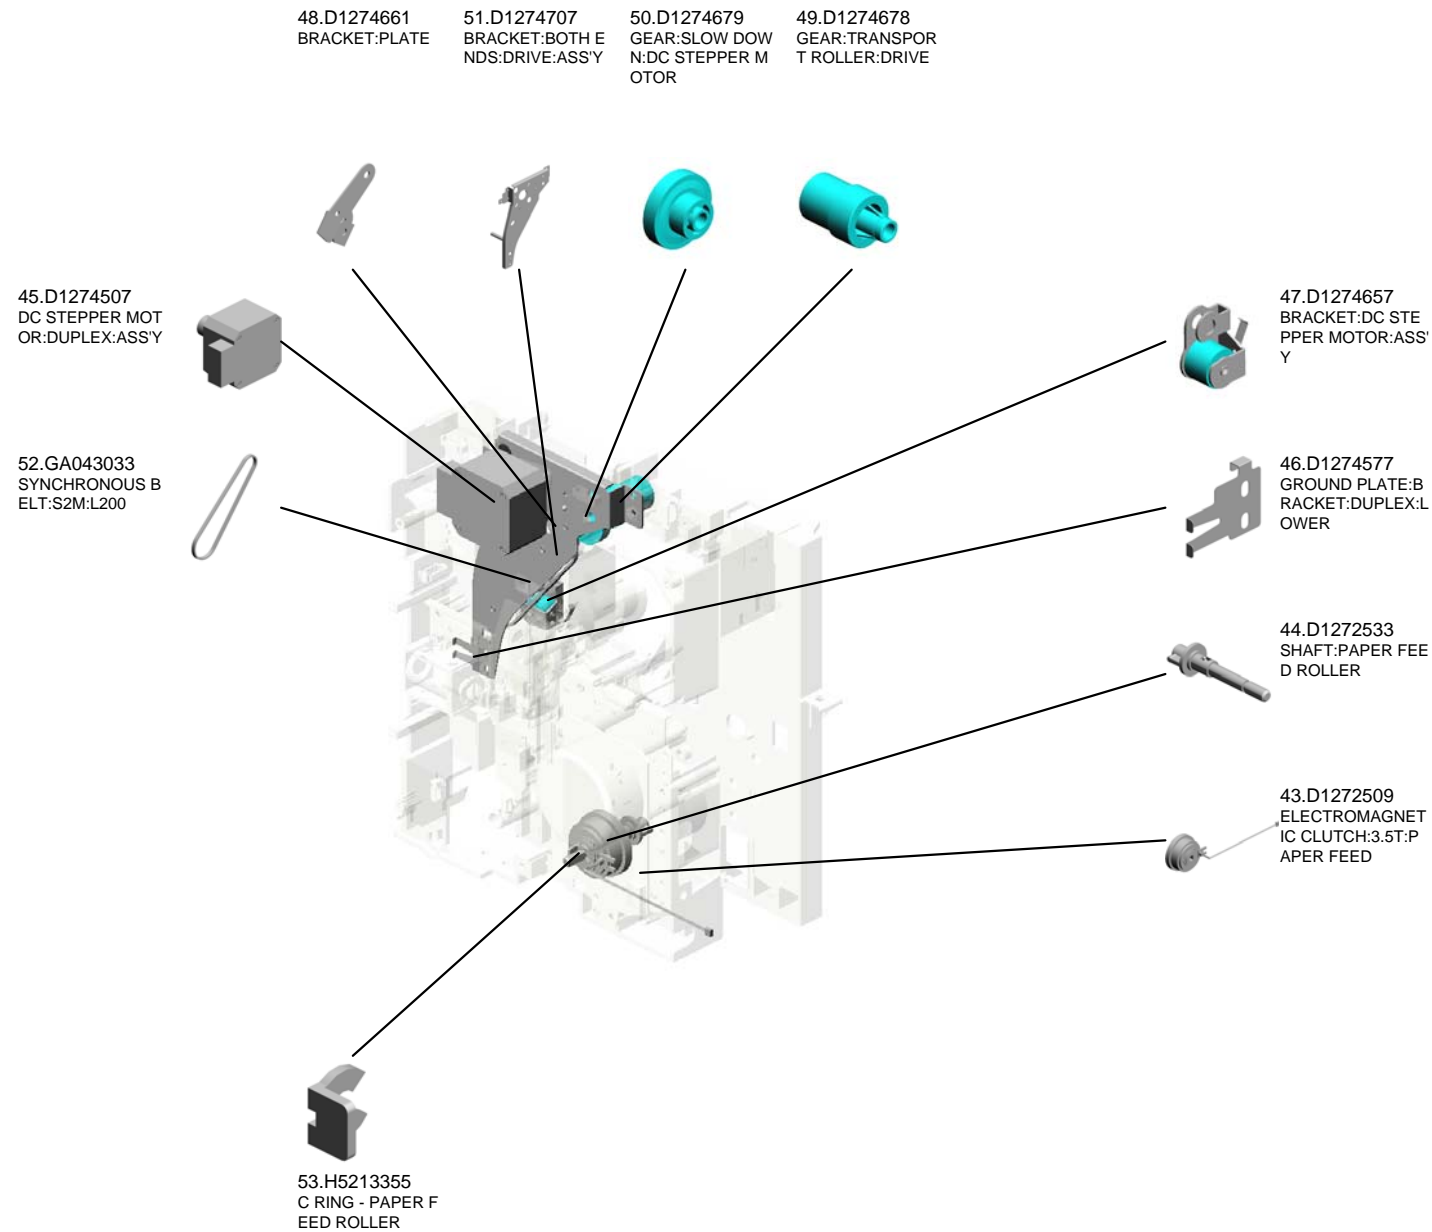 48.D1274661
BRACKET:PLATE
51.D1274707
BRACKET:BOTH E
NDS:DRIVE:ASS'Y
50.D1274679
GEAR:SLOW DOW
N:DC STEPPER M
OTOR
49.D1274678
GEAR:TRANSPOR
T ROLLER:DRIVE
45.D1274507
DC STEPPER MOT
OR:DUPLEX:ASS'Y
47.D1274657
BRACKET:DC STE
PPER MOTOR:ASS'
Y
52.GA043033
SYNCHRONOUS B
ELT:S2M:L200
46.D1274577
GROUND PLATE:B
RACKET:DUPLEX:L
OWER
44.D1272533
SHAFT:PAPER FEE
D ROLLER
43.D1272509
ELECTROMAGNET
IC CLUTCH:3.5T:P
APER FEED
53.H5213355
C RING - PAPER F
EED ROLLER